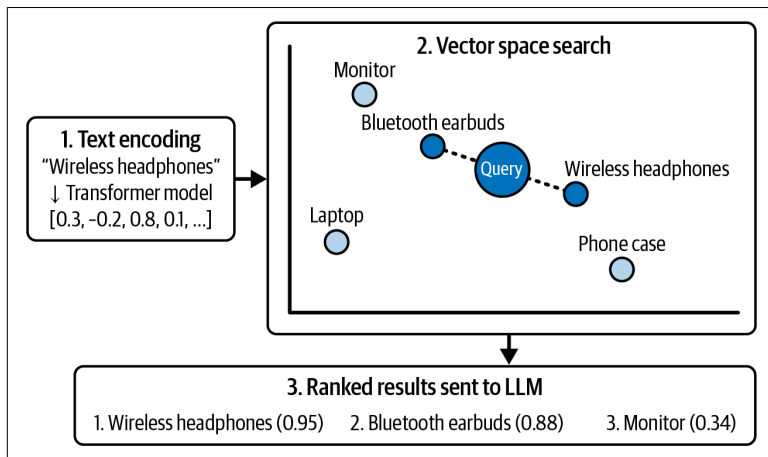 1. Text encoding
“Wireless headphones”
↓ Transformer model
[0.3, –0.2, 0.8, 0.1, ...]
2. Vector space search
Monitor
Bluetooth earbuds
Query
Wireless headphones
Laptop
Phone case
3. Ranked results sent to LLM
1. Wireless headphones (0.95) 2. Bluetooth earbuds (0.88) 3. Monitor (0.34)